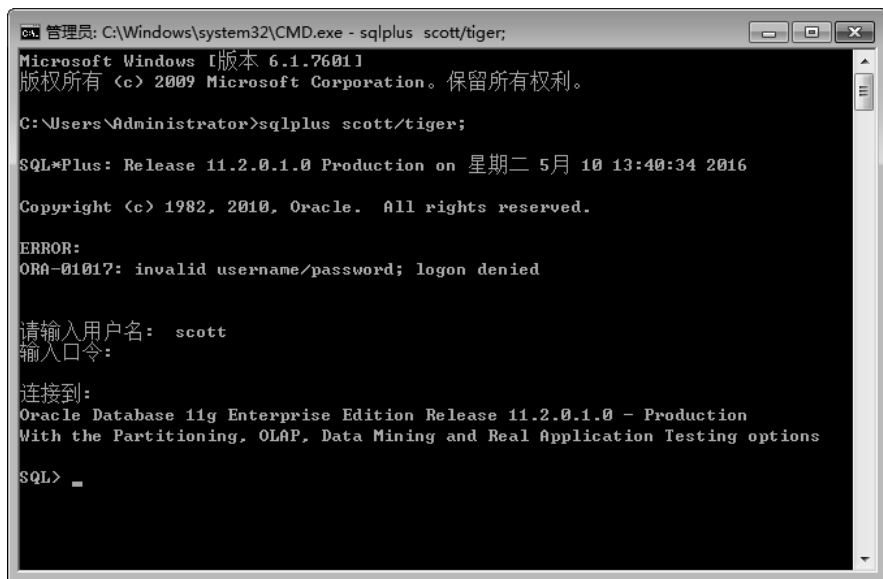 管理员: C:\Windows\system32\CMD.exe - sqlplus  scott/tiger;
Microsoft Windows [版本 6.1.7601]
版权所有 (c) 2009 Microsoft Corporation。保留所有权利。
C:\Users\Administrator>sqlplus scott/tiger;
SQL*Plus: Release 11.2.0.1.0 Production on 星期二 5月 10 13:40:34 2016
Copyright (c) 1982, 2010, Oracle.  All rights reserved.
ERROR:
ORA-01017: invalid username/password; logon denied
请输入用户名:  scott
输入口令:
连接到:
Oracle Database 11g Enterprise Edition Release 11.2.0.1.0 - Production
With the Partitioning, OLAP, Data Mining and Real Application Testing options
SQL> _